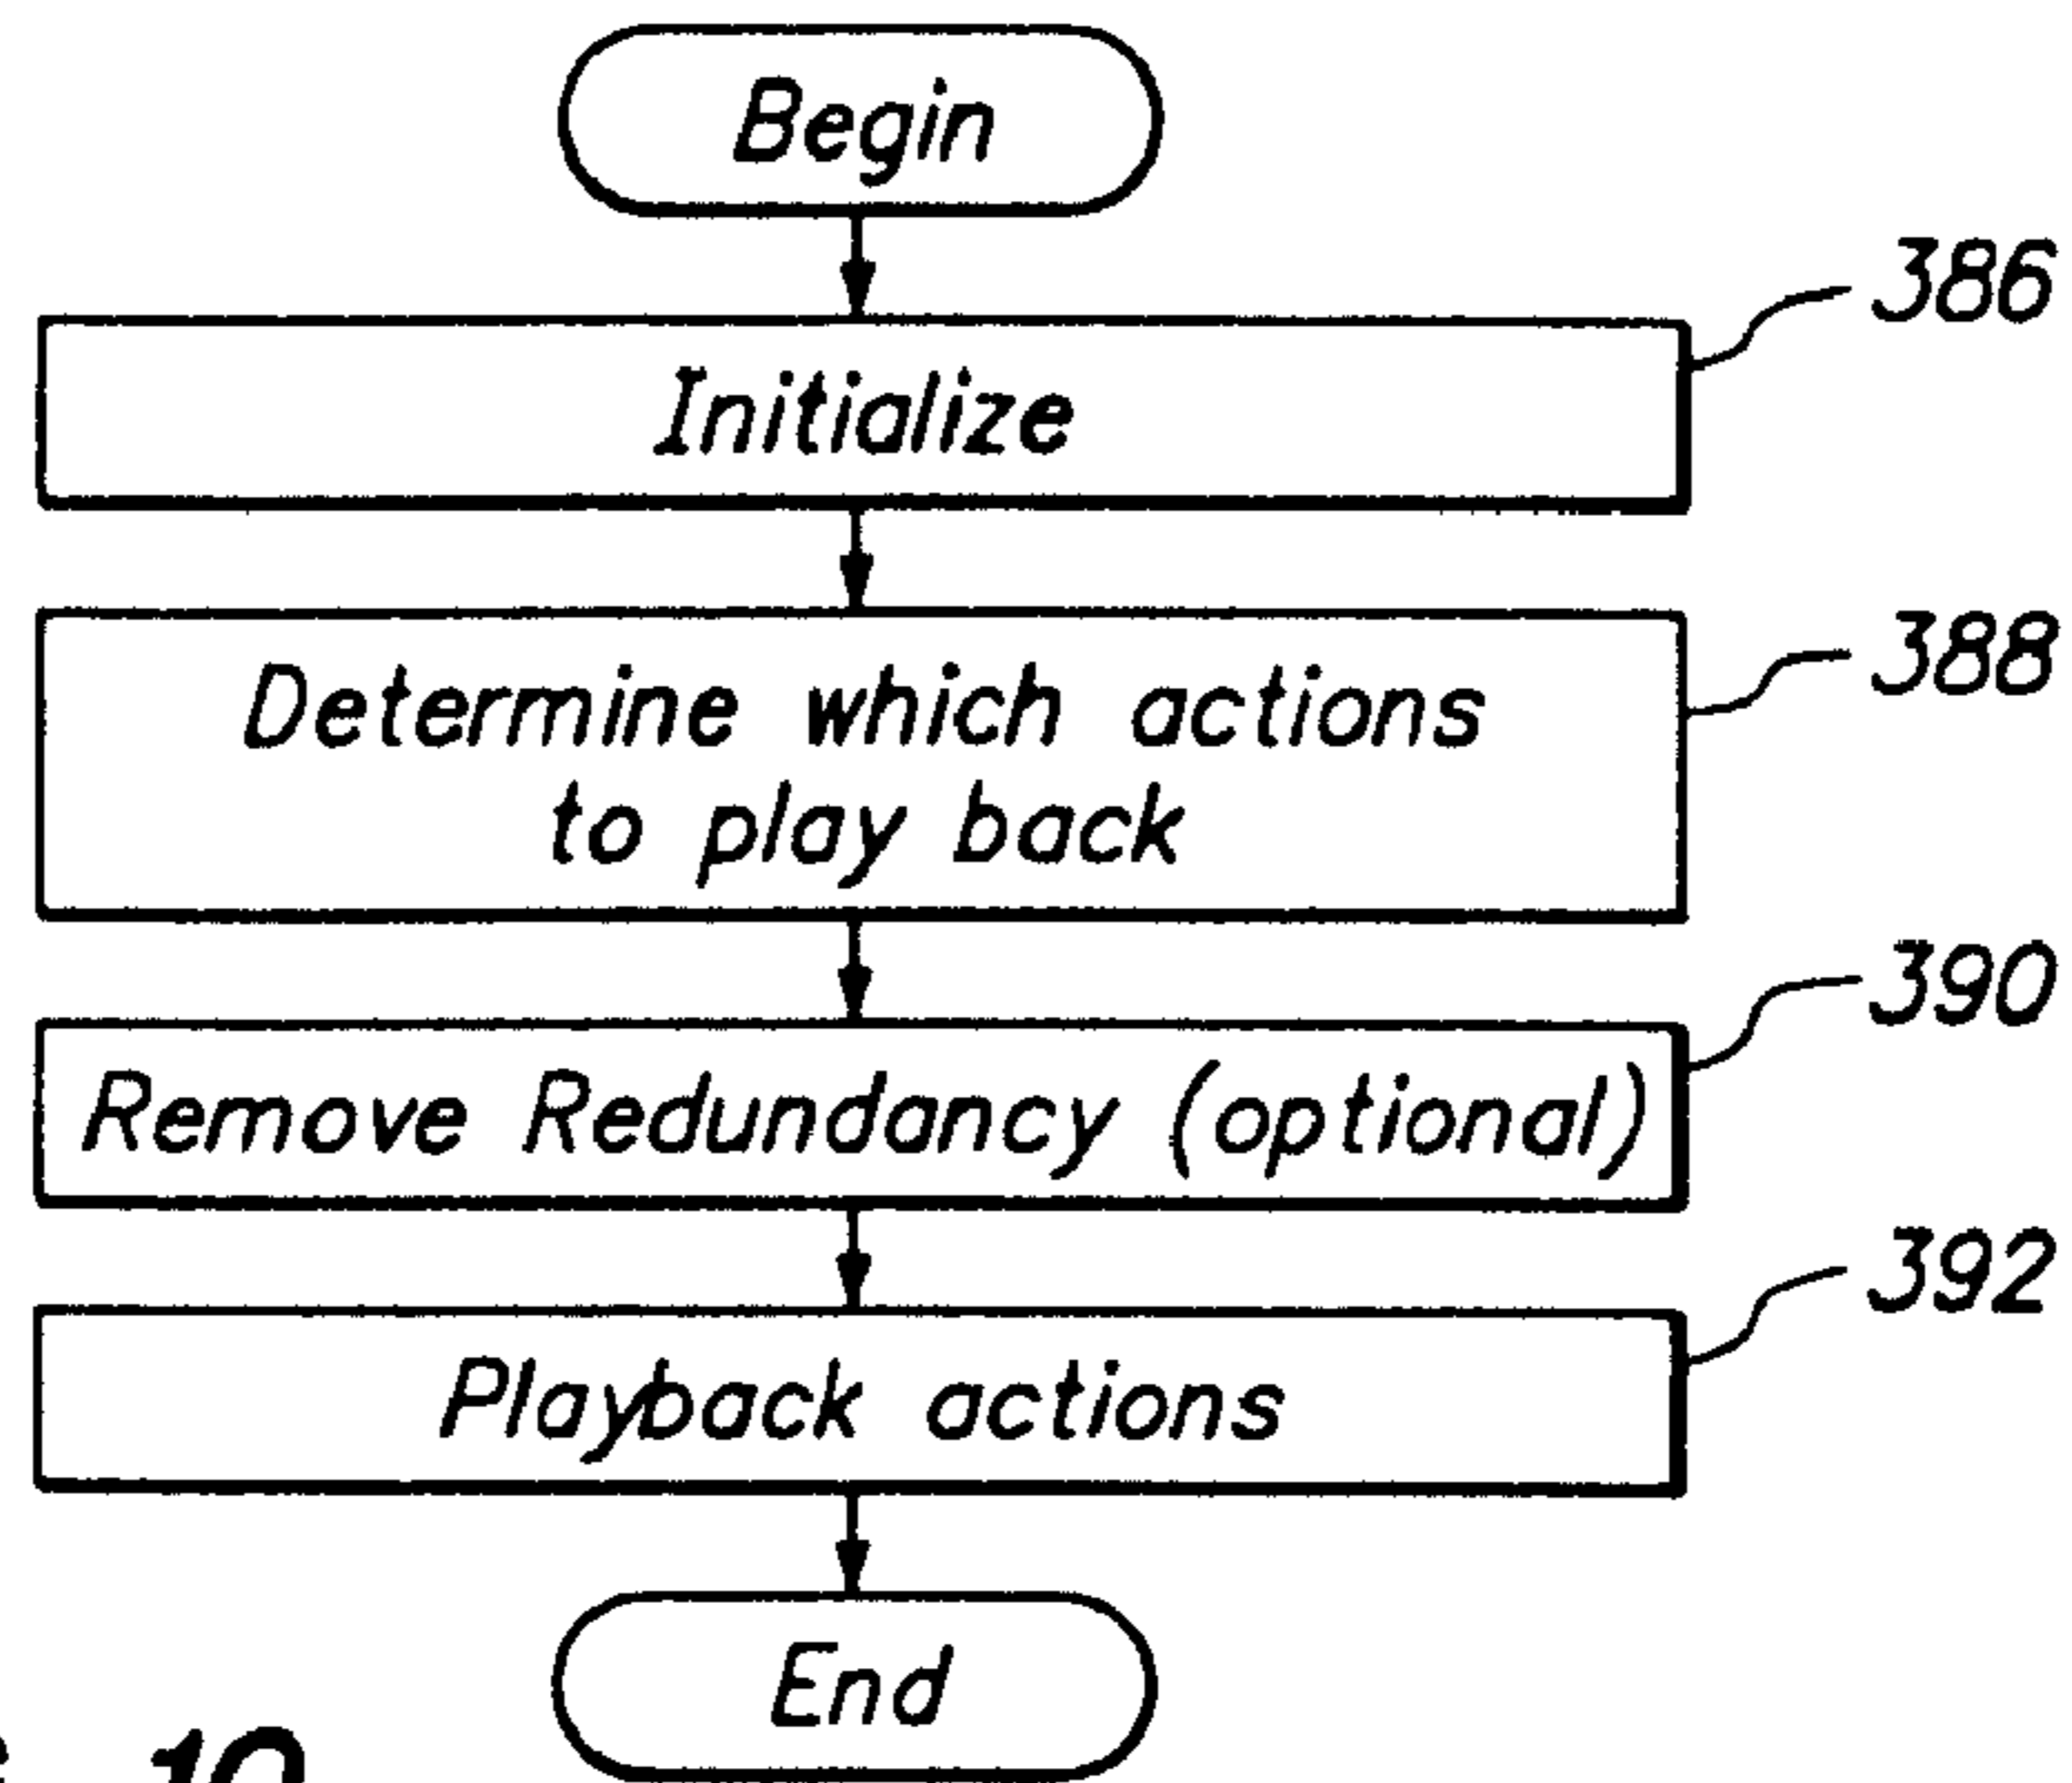 Begin
386
Initialize
388
Determine which actions
to play back
390
Remove Redundancy (optional)
392
Playback actions
End